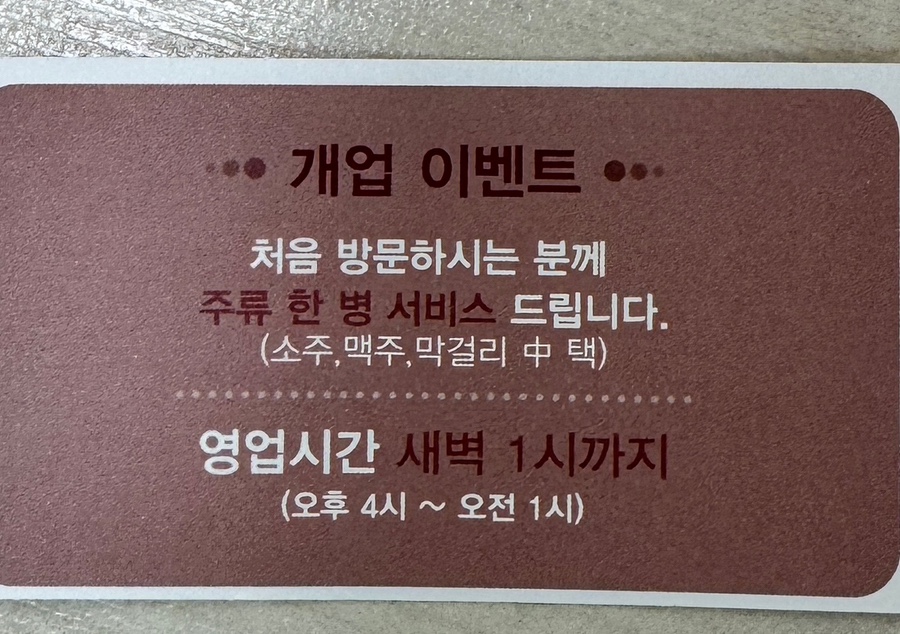 개업 이벤트
처음 방문하시는 분께
주류 한 병 서비스 드립니다.
(소주,맥주,막걸리 中 택)
영업시간 새벽 1시까지
(오후 4시 ~ 오전 1시)